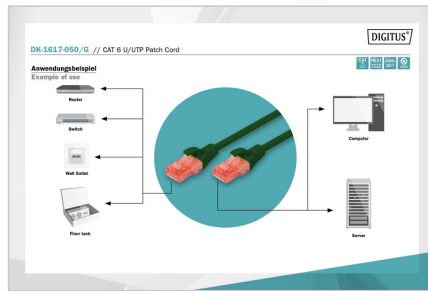 DIGITUS®
DK-1617-050/G // CAT 6 U/UTP Patch Cord
Anwendungsbeispiel
Example of use
Router
Switch
Wall Outlet
Floor tank
Computer
Server